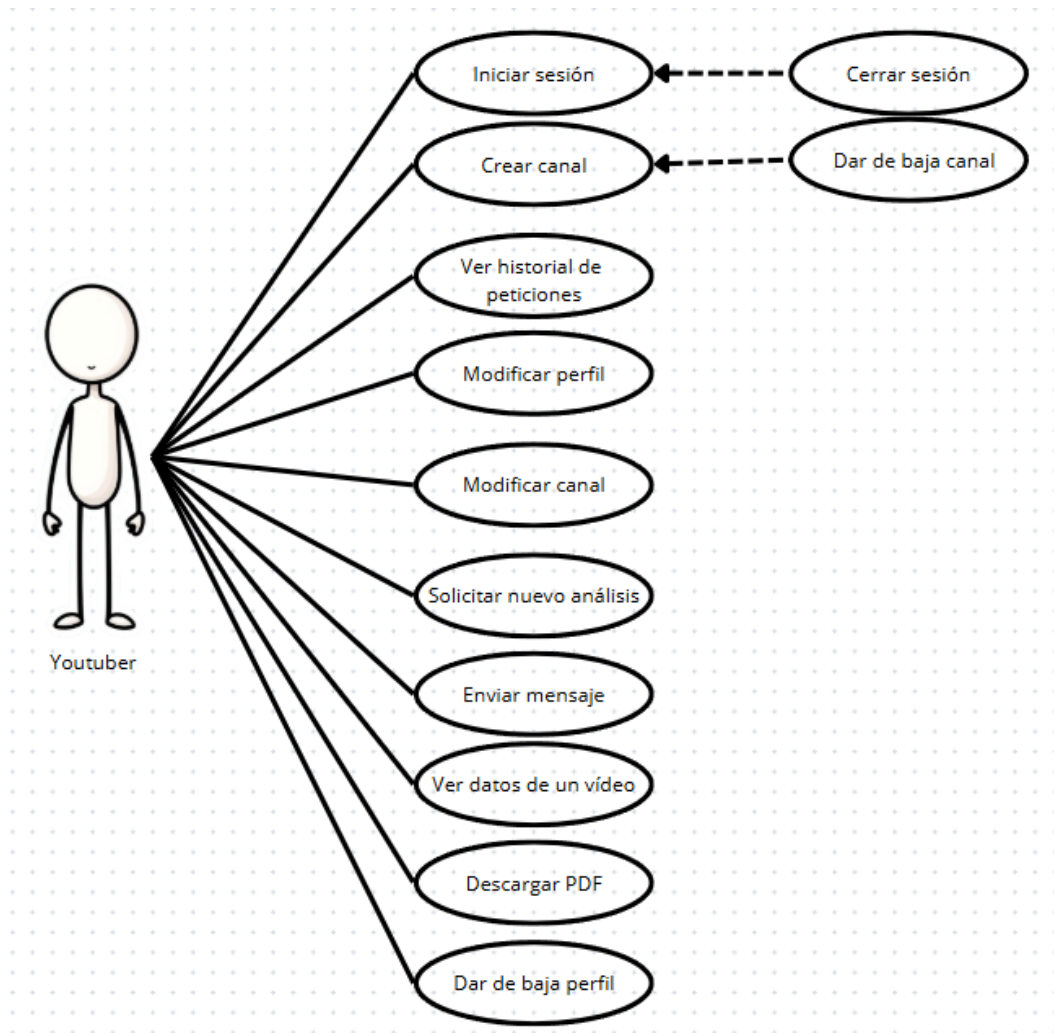 Iniciar sesión
Cerrar sesión
Crear canal
Dar de baja canal
Ver historial de
peticiones
Modificar perfil
Modificar canal
Solicitar nuevo análisis
Youtuber
Enviar mensaje
Ver datos de un vídeo
Descargar PDF
Dar de baja perfil